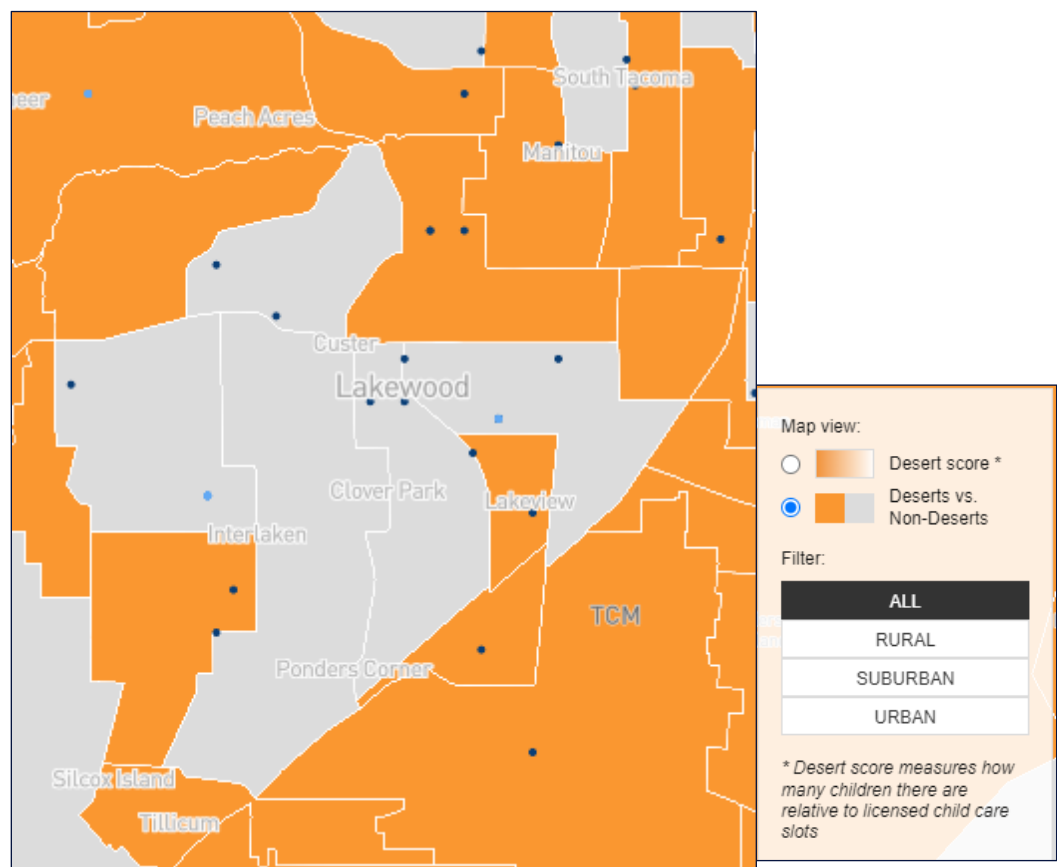 South Tacoma
neer
Peach Acres
Manitou
Custer
Lakewood
Clover Park
Lakeview
Interlaken
TCM
Ponders Corner
Silcox Island
Tillicum
Map view:
Desert score *
Deserts vs.
Non-Deserts
Filter:
ALL
RURAL
SUBURBAN
URBAN
* Desert score measures how
many children there are
relative to licensed child care
slots